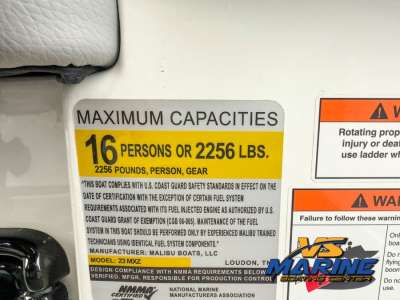 MAXIMUM CAPACITIES
16 PERSONS OR 2256 LBS.
2256 POUNDS, PERSON, GEAR
"THIS BOAT COMPLIES WITH U.S. COAST GUARD SAFETY STANDARDS IN EFFECT ON THE
DATE OF CERTIFICATION WITH THE EXCEPTION OF CERTAIN FUEL SYSTEM
REQUIREMENTS ASSOCIATED WITH ITS FUEL INJECTED ENGINE AS AUTHORIZED BY U.S.
COAST GUARD GRANT OF EXEMPTION (CGB 88-005). MAINTENANCE OF THE FUEL
SYSTEM IN THIS BOAT SHOULD BE PERFORMED ONLY BY EXPERIENCED MALIBU TRAINED
TECHNICIANS USING IDENTICAL FUEL SYSTEM COMPONENTS."
MANUFACTURER: MALIBU BOATS, LLC
MODEL: 23 MXZ LOUDON, TN
DESIGN COMPLIES WITH NMMA REQUIREMENTS BELOW
VERIFIED. MFGR. RESPONSIBLE FOR PRODUCTION CONTROL
NMMA CERTIFIED
NATIONAL MARINE
MANUFACTURERS ASSOCIATION
Rotating prop
injury or dea
use ladder wh
WA
Failure to follow these
VS
MARINE
BOATING CENTER